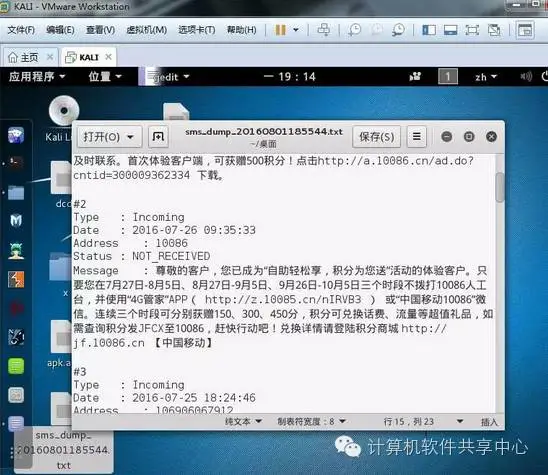 KALI - VMware Workstation
文件(F) 编辑(E) 查看(V) 虚拟机(M) 选项卡(T) 帮助(H)
主页 KALI
应用程序 位置 gedit 一 19：14 1 zh
Kali Li
打开(O) sms_dump_20160801185544.txt 保存(S)
~/桌面
及时联系。首次体验客户端，可获赠500积分！点击http://a.10086.cn/ad.do?
cntid=300009362334 下载。
#2
Type : Incoming
Date : 2016-07-26 09:35:33
Address : 10086
Status : NOT_RECEIVED
Message : 尊敬的客户，您已成为“自助轻松享，积分为您送”活动的体验客户。只
要您在7月27日-8月5日、8月27日-9月5日、9月26日-10月5日三个时段不拨打10086人工
台，并使用“4G管家”APP（ http://z.10085.cn/nIRVB3 ） 或“中国移动10086”微
信。连续三个时段可分别获赠150、300、450分，积分可兑换话费、流量等超值礼品，如
需查询积分发JFCX至10086，赶快行动吧！兑换详情请登陆积分商城 http://
jf.10086.cn 【中国移动】
#3
Type : Incoming
Date : 2016-07-25 18:24:46
Address : 106906067912
纯文本 制表符宽度：8 行 15，列 23 插入
dco
x
apk.a
sms_dump_
20160801185544.
txt
计算机软件共享中心